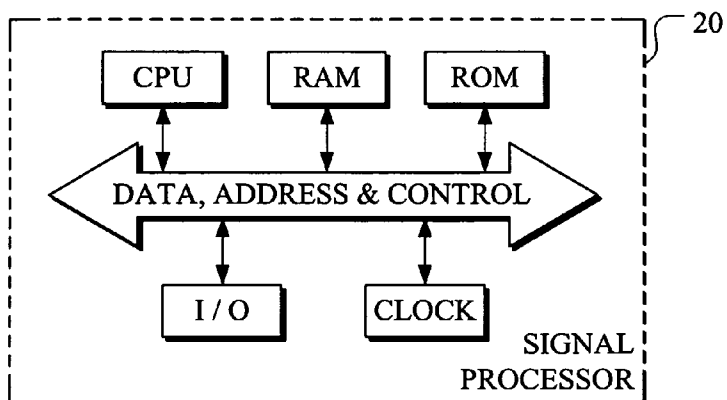 20
CPU
RAM
ROM
DATA, ADDRESS & CONTROL
I / O
CLOCK
SIGNAL
PROCESSOR